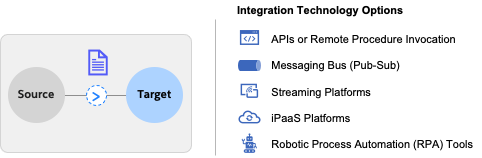 Integration Technology Options
Source
Target
APIs or Remote Procedure Invocation
Messaging Bus (Pub-Sub)
Streaming Platforms
iPaaS Platforms
Robotic Process Automation (RPA) Tools